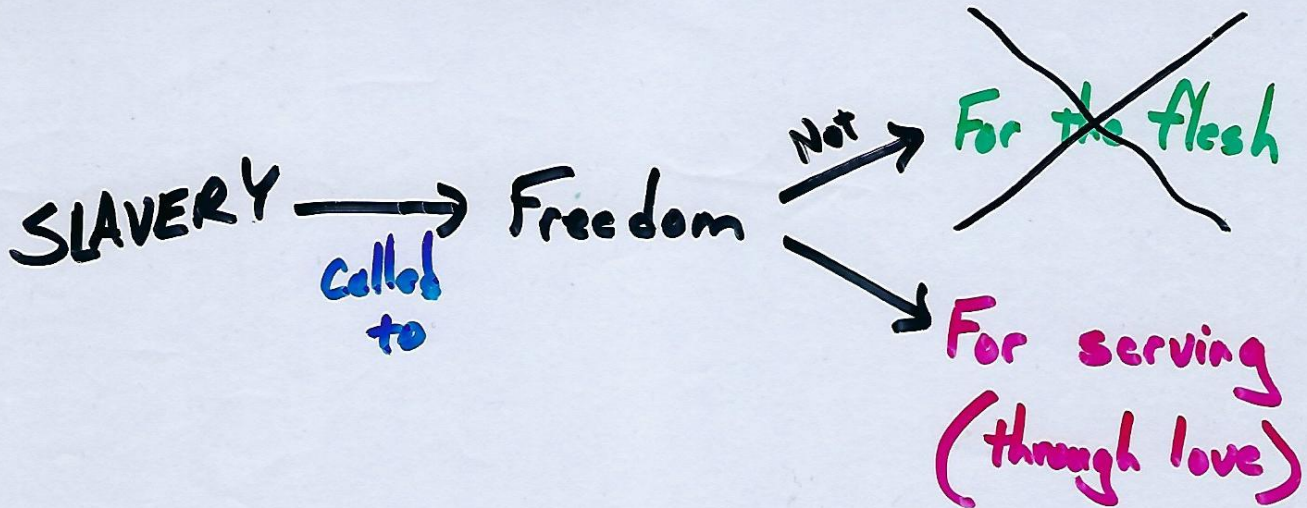 SLAVERY
Called
to
Freedom
Not
For the flesh
For serving
(through love)